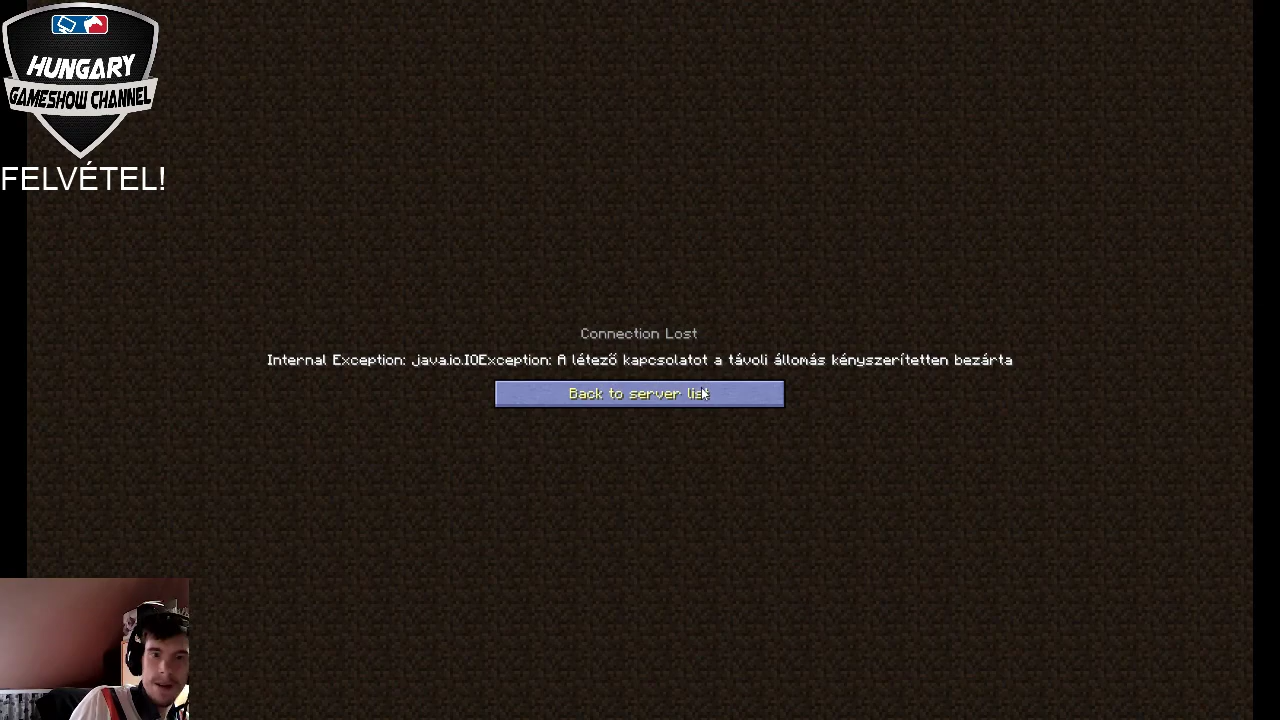 HUNGARY
GAMESHOW CHANNEL
FELVÉTEL!
Connection Lost
Internal Exception: java.io.IOException: A létező kapcsolatot a távoli állomás kényszerítetten bezárta
Back to server list